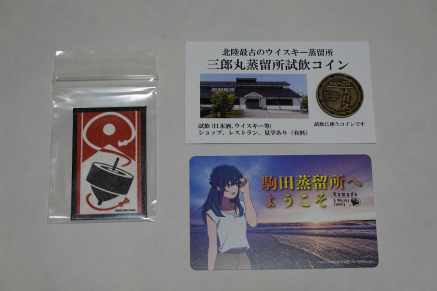 北陸最古のウイスキー蒸留所
三郎丸蒸留所試飲コイン
試飲(日本酒、ウイスキー等)
ショップ、レストラン、見学あり(有料)
試飲に使うコインです
駒田蒸留所へ
ようこそ
Komada
Whisky
Family